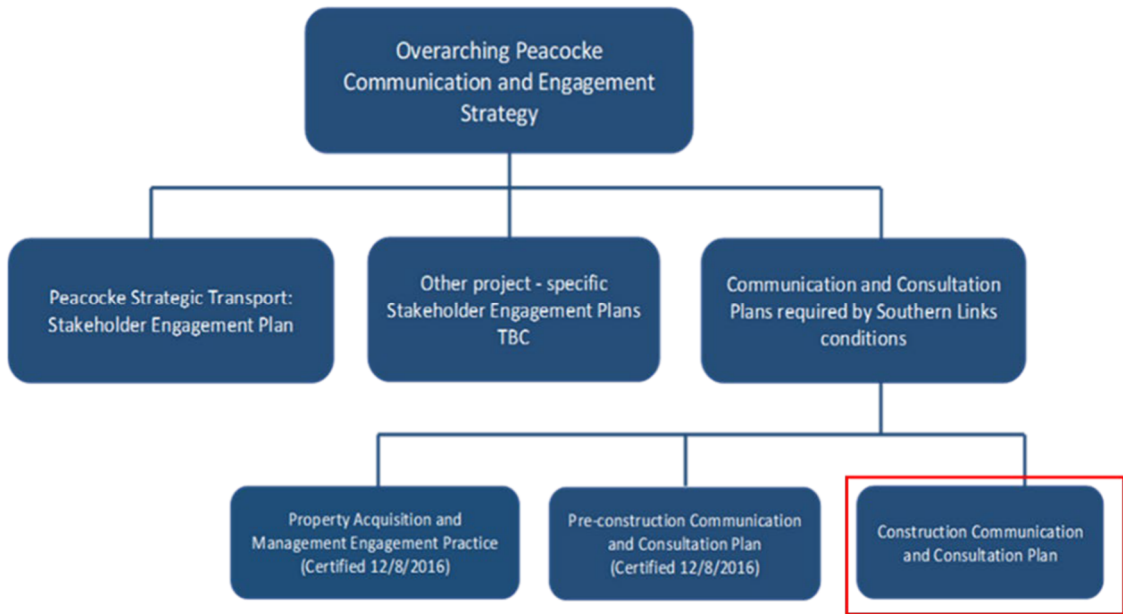 Overarching Peacocke
Communication and Engagement
Strategy
Peacocke Strategic Transport:
Stakeholder Engagement Plan
Other project - specific
Stakeholder Engagement Plans
TBC
Communication and Consultation
Plans required by Southern Links
conditions
Property Acquisition and
Management Engagement Practice
(Certified 12/8/2016)
Pre-construction Communication
and Consultation Plan
(Certified 12/8/2016)
Construction Communication
and Consultation Plan